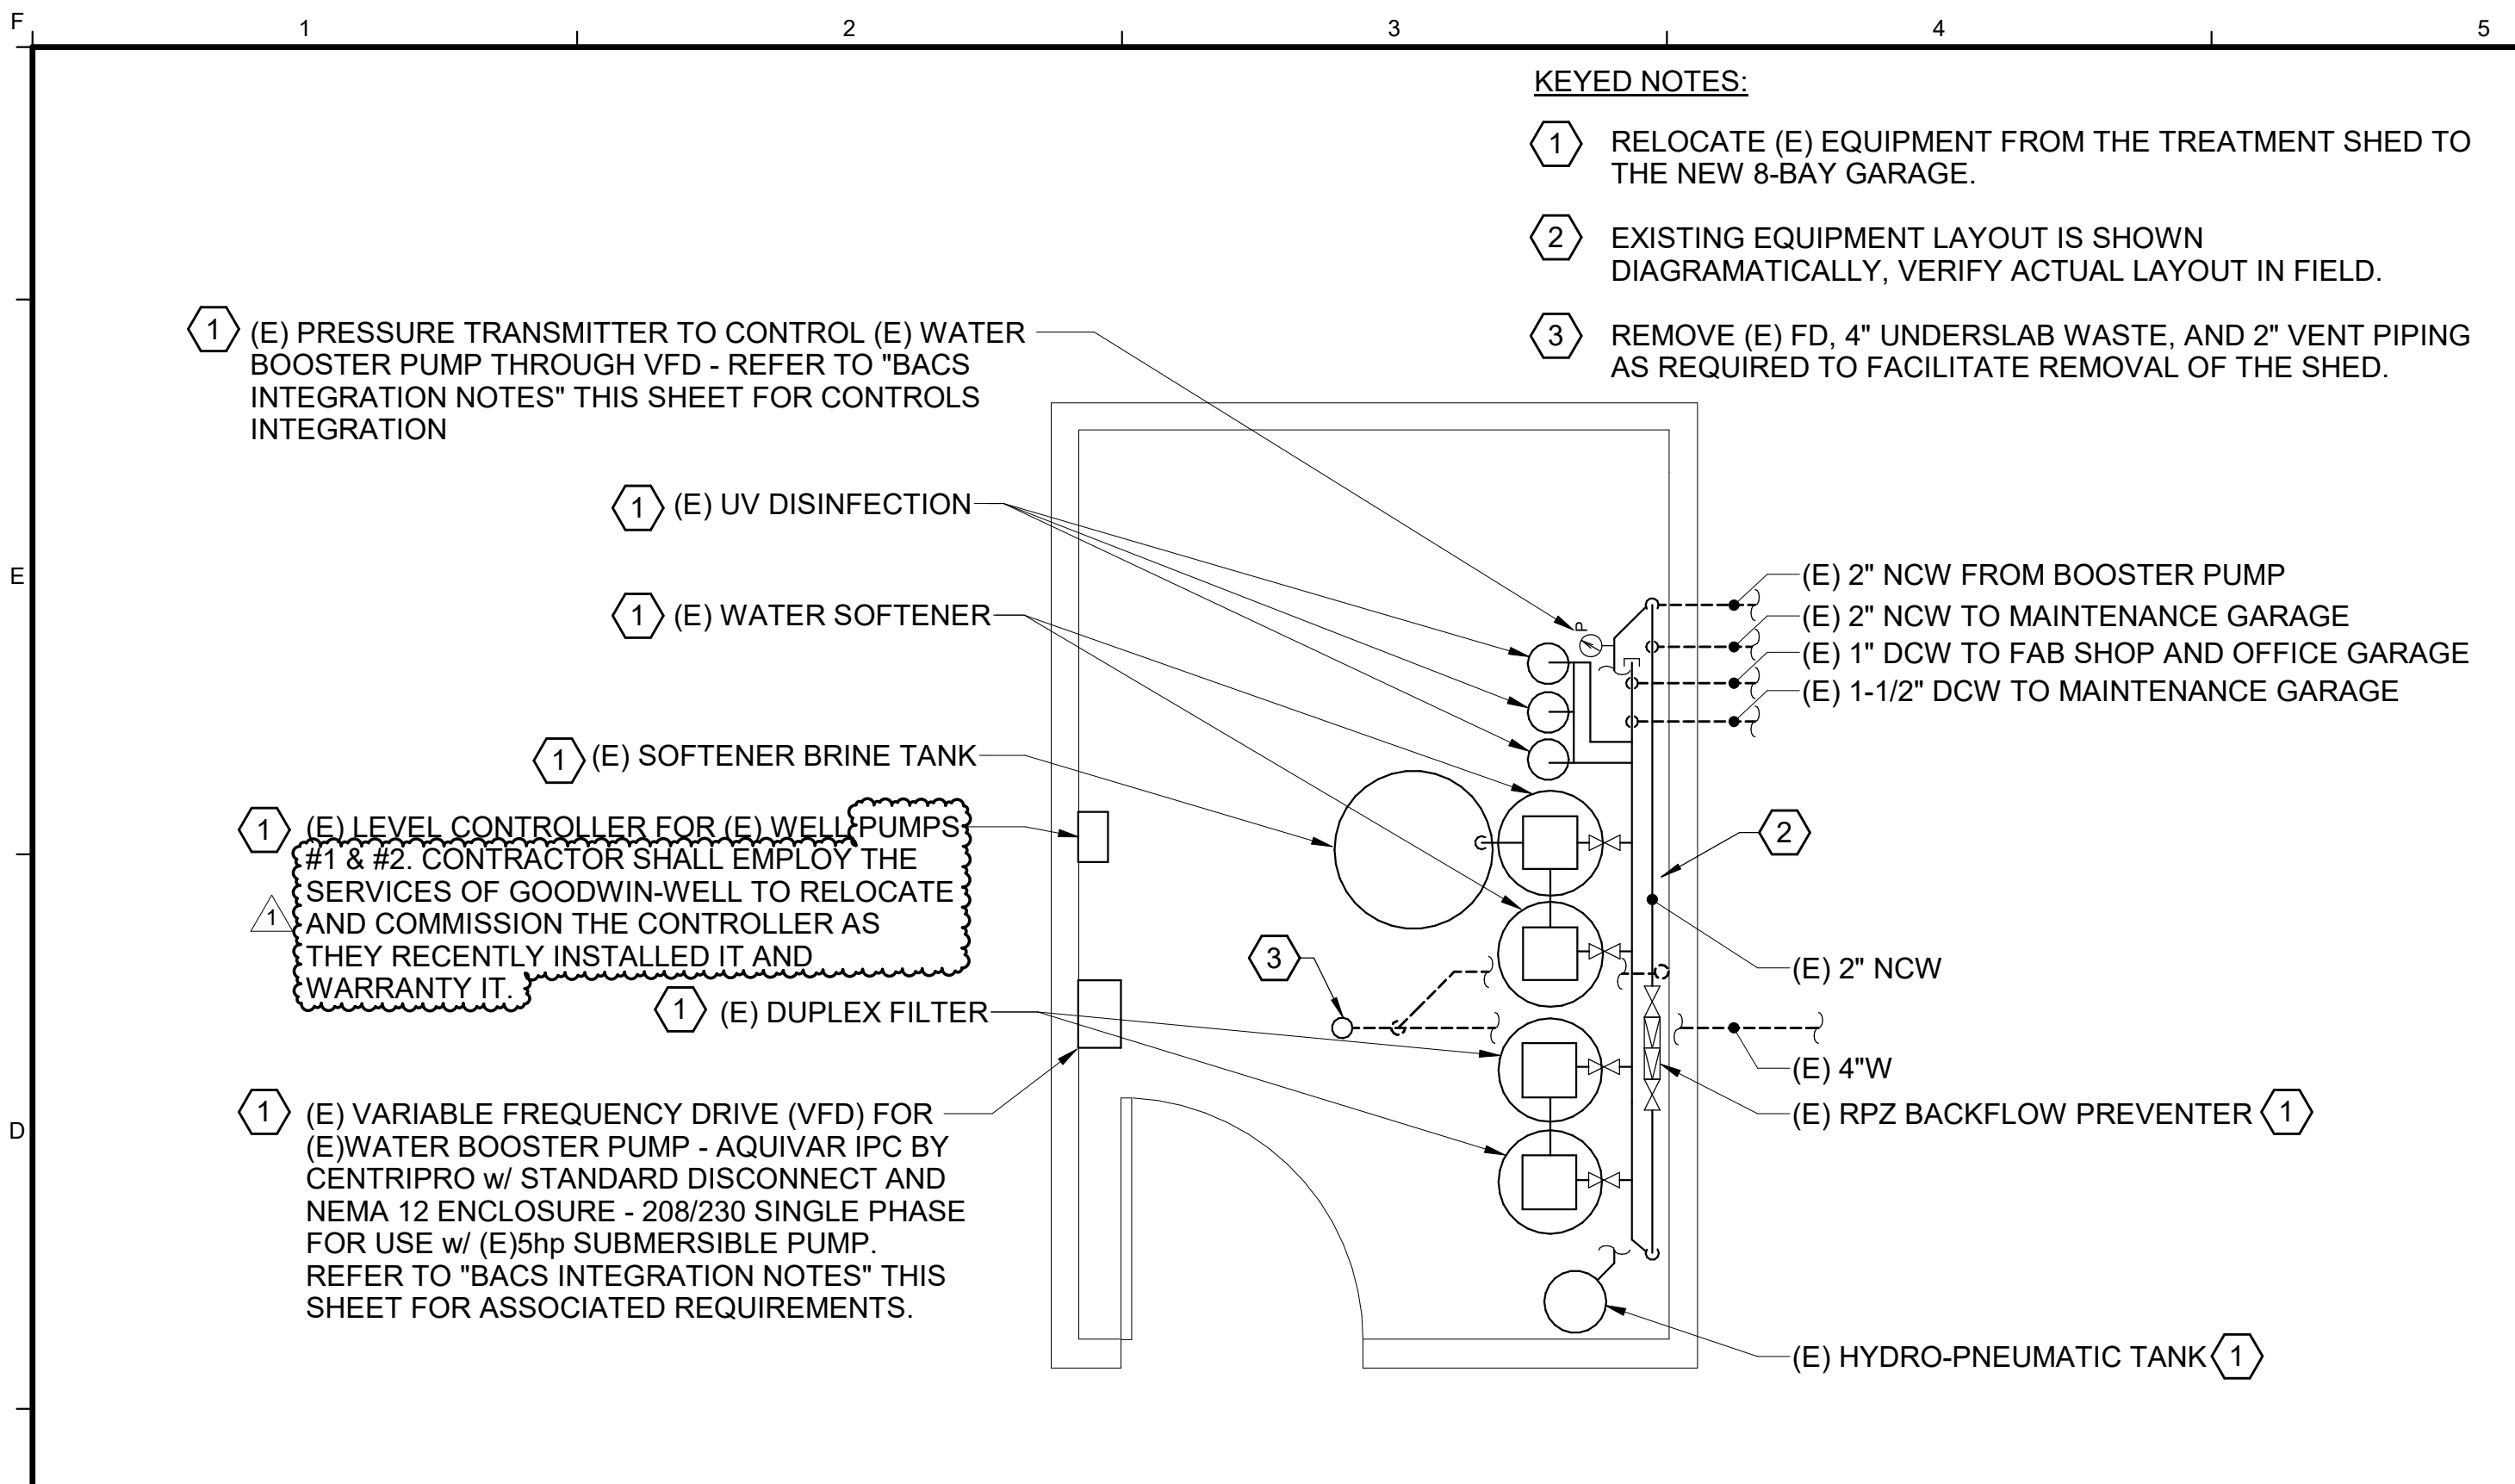 F
1
2
3
4
5
KEYED NOTES:
1
RELOCATE (E) EQUIPMENT FROM THE TREATMENT SHED TO
THE NEW 8-BAY GARAGE.
2
EXISTING EQUIPMENT LAYOUT IS SHOWN
DIAGRAMATICALLY, VERIFY ACTUAL LAYOUT IN FIELD.
3
REMOVE (E) FD, 4" UNDERSLAB WASTE, AND 2" VENT PIPING
AS REQUIRED TO FACILITATE REMOVAL OF THE SHED.
1
(E) PRESSURE TRANSMITTER TO CONTROL (E) WATER
BOOSTER PUMP THROUGH VFD - REFER TO "BACS
INTEGRATION NOTES" THIS SHEET FOR CONTROLS
INTEGRATION
1
(E) UV DISINFECTION
E
1
(E) WATER SOFTENER
P
(E) 2" NCW FROM BOOSTER PUMP
(E) 2" NCW TO MAINTENANCE GARAGE
(E) 1" DCW TO FAB SHOP AND OFFICE GARAGE
(E) 1-1/2" DCW TO MAINTENANCE GARAGE
1
(E) SOFTENER BRINE TANK
1
(E) LEVEL CONTROLLER FOR (E) WELL PUMPS
#1 & #2. CONTRACTOR SHALL EMPLOY THE
SERVICES OF GOODWIN-WELL TO RELOCATE
AND COMMISSION THE CONTROLLER AS
THEY RECENTLY INSTALLED IT AND
WARRANTY IT.
1
2
3
(E) 2" NCW
1
(E) DUPLEX FILTER
(E) 4"W
(E) RPZ BACKFLOW PREVENTER
1
D
1
(E) VARIABLE FREQUENCY DRIVE (VFD) FOR
(E)WATER BOOSTER PUMP - AQUIVAR IPC BY
CENTRIPRO w/ STANDARD DISCONNECT AND
NEMA 12 ENCLOSURE - 208/230 SINGLE PHASE
FOR USE w/ (E)5hp SUBMERSIBLE PUMP.
REFER TO "BACS INTEGRATION NOTES" THIS
SHEET FOR ASSOCIATED REQUIREMENTS.
(E) HYDRO-PNEUMATIC TANK
1